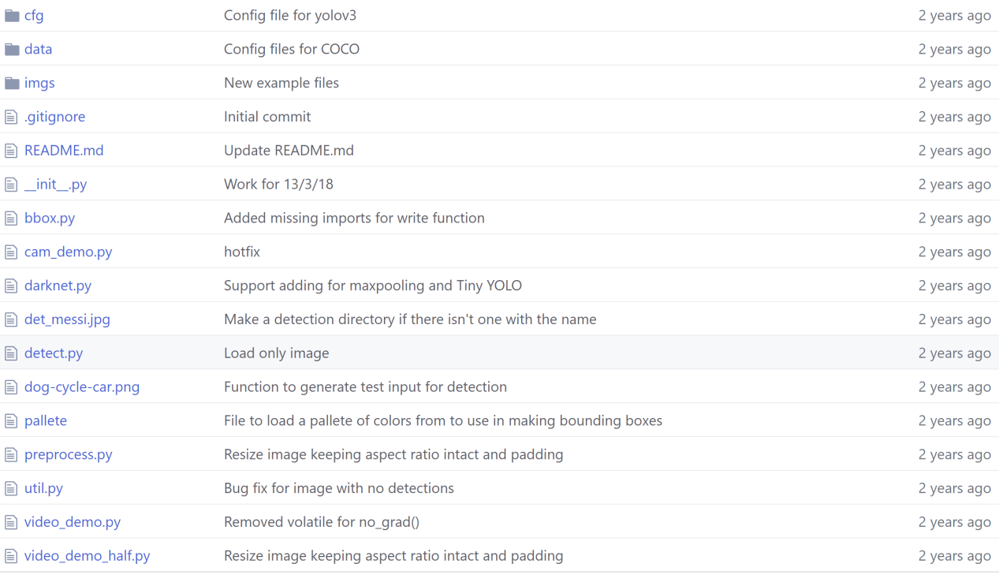 cfg Config file for yolov3 2 years ago
data Config files for COCO 2 years ago
imgs New example files 2 years ago
.gitignore Initial commit 2 years ago
README.md Update README.md 2 years ago
__init__.py Work for 13/3/18 2 years ago
bbox.py Added missing imports for write function 2 years ago
cam_demo.py hotfix 2 years ago
darknet.py Support adding for maxpooling and Tiny YOLO 2 years ago
det_messi.jpg Make a detection directory if there isn't one with the name 2 years ago
detect.py Load only image 2 years ago
dog-cycle-car.png Function to generate test input for detection 2 years ago
pallete File to load a pallete of colors from to use in making bounding boxes 2 years ago
preprocess.py Resize image keeping aspect ratio intact and padding 2 years ago
util.py Bug fix for image with no detections 2 years ago
video_demo.py Removed volatile for no_grad() 2 years ago
video_demo_half.py Resize image keeping aspect ratio intact and padding 2 years ago